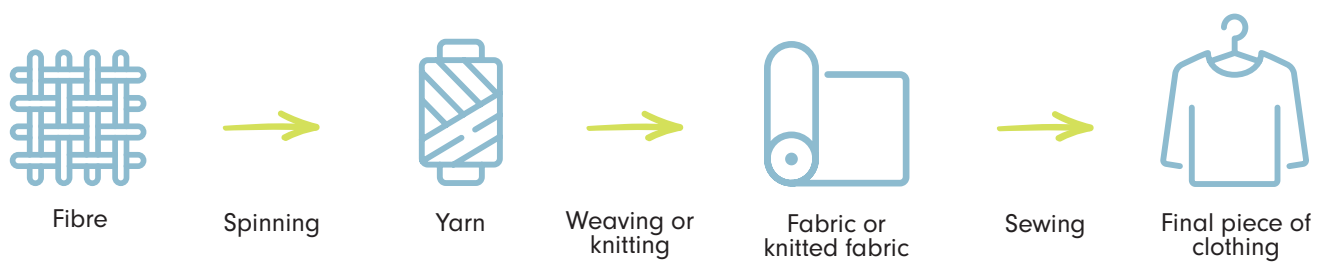 Fibre
Spinning
Yarn
Weaving or
knitting
Fabric or
knitted fabric
Sewing
Final piece of
clothing